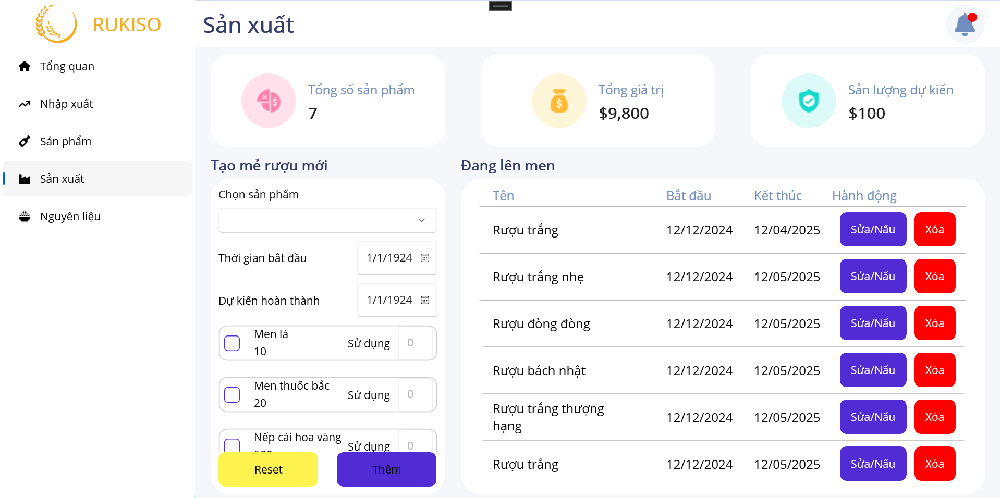 RUKISO
Tổng quan
Nhập xuất
Sản phẩm
Sản xuất
Nguyên liệu
Sản xuất
Tổng số sản phẩm
7
Tổng giá trị
$9,800
Sản lượng dự kiến
$100
Tạo mẻ rượu mới
Chọn sản phẩm
Thời gian bắt đầu 1/1/1924
Dự kiến hoàn thành 1/1/1924
Men lá
10
Sử dụng 0
Men thuốc bắc
20
Sử dụng 0
Nếp cái hoa vàng
Sử dụng 0
Reset Thêm
Đang lên men
Tên Bắt đầu Kết thúc Hành động
Rượu trắng 12/12/2024 12/04/2025 Sửa/Nấu Xóa
Rượu trắng nhẹ 12/12/2024 12/05/2025 Sửa/Nấu Xóa
Rượu đòng đòng 12/12/2024 12/05/2025 Sửa/Nấu Xóa
Rượu bách nhật 12/12/2024 12/05/2025 Sửa/Nấu Xóa
Rượu trắng thượng
hạng 12/12/2024 12/05/2025 Sửa/Nấu Xóa
Rượu trắng 12/12/2024 12/05/2025 Sửa/Nấu Xóa